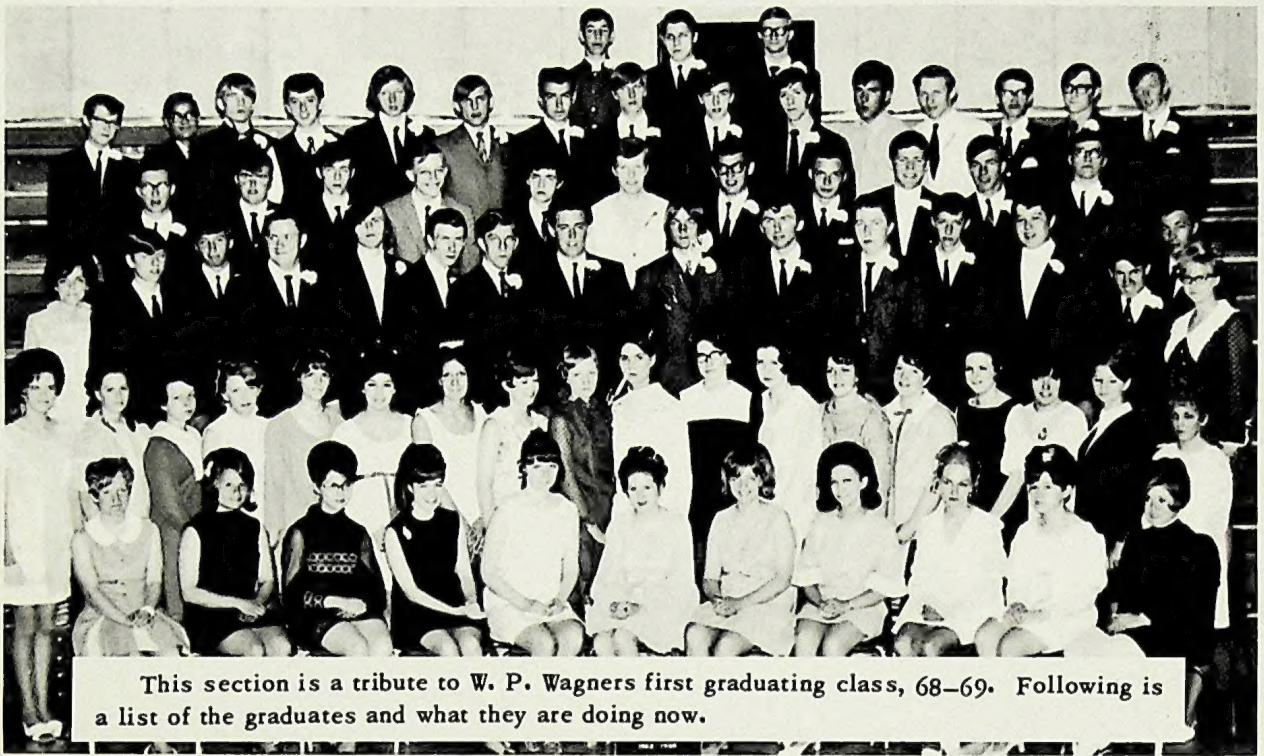 This section is a tribute to W. P. Wagners first graduating class, 68–69. Following is
a list of the graduates and what they are doing now.